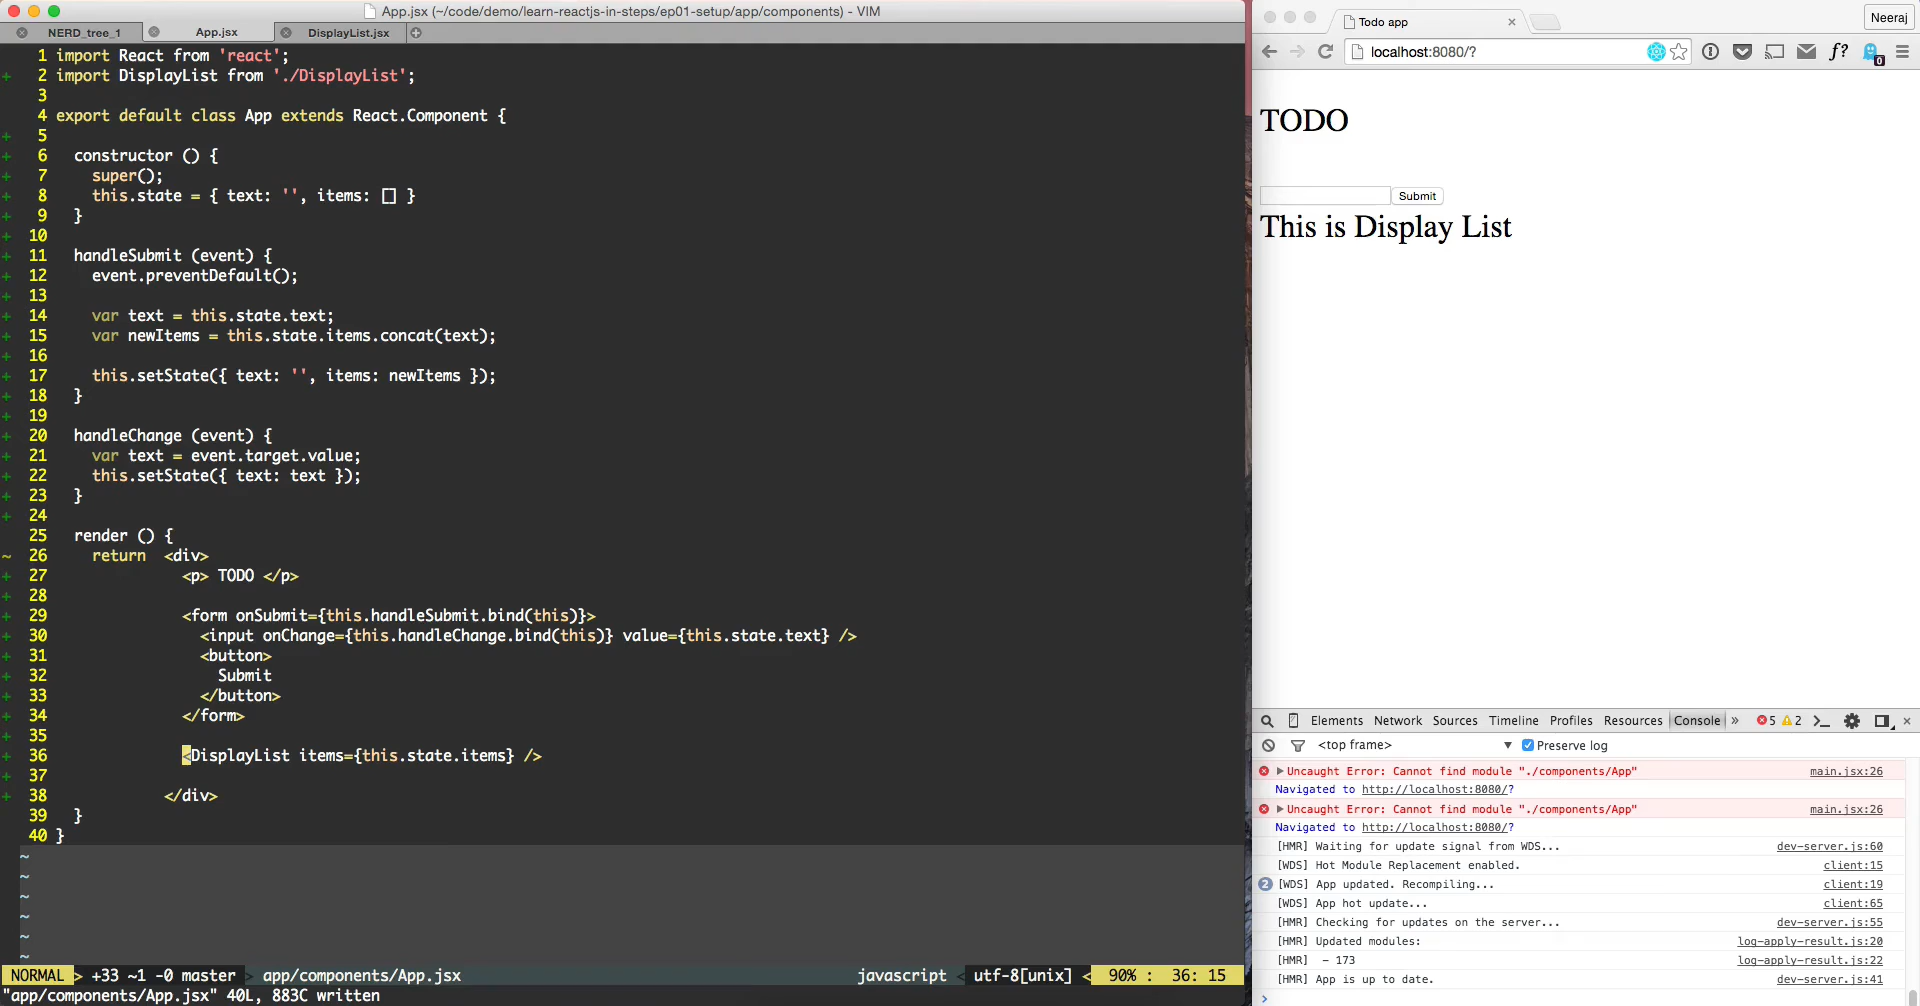 App.jsx (~/code/demo/learn-reactjs-in-steps/ep01-setup/app/components) - VIM
NERD_tree_1 App.jsx DisplayList.jsx
1 import React from 'react';
+ 2 import DisplayList from './DisplayList';
3
4 export default class App extends React.Component {
+ 5
+ 6 constructor () {
+ 7 super();
+ 8 this.state = { text: '', items: [] }
+ 9 }
+ 10
+ 11 handleSubmit (event) {
+ 12 event.preventDefault();
+ 13
+ 14 var text = this.state.text;
+ 15 var newItems = this.state.items.concat(text);
+ 16
+ 17 this.setState({ text: '', items: newItems });
+ 18 }
+ 19
+ 20 handleChange (event) {
+ 21 var text = event.target.value;
+ 22 this.setState({ text: text });
+ 23 }
+ 24
25 render () {
~ 26 return <div>
+ 27 <p> TODO </p>
+ 28
+ 29 <form onSubmit={this.handleSubmit.bind(this)}>
+ 30 <input onChange={this.handleChange.bind(this)} value={this.state.text} />
+ 31 <button>
+ 32 Submit
+ 33 </button>
+ 34 </form>
+ 35
+ 36 <DisplayList items={this.state.items} />
+ 37
+ 38 </div>
39 }
40 }
~
~
~
~
~
~
NORMAL > +33 ~1 -0 master > app/components/App.jsx javascript < utf-8[unix] < 90% : 36: 15
"app/components/App.jsx" 40L, 883C written
Todo app
Neeraj
localhost:8080/?
f?
0
TODO
Submit
This is Display List
Elements Network Sources Timeline Profiles Resources Console » 5 2
<top frame> Preserve log
Uncaught Error: Cannot find module "./components/App" main.jsx:26
Navigated to http://localhost:8080/?
Uncaught Error: Cannot find module "./components/App" main.jsx:26
Navigated to http://localhost:8080/?
[HMR] Waiting for update signal from WDS... dev-server.js:60
[WDS] Hot Module Replacement enabled. client:15
2 [WDS] App updated. Recompiling... client:19
[WDS] App hot update... client:65
[HMR] Checking for updates on the server... dev-server.js:55
[HMR] Updated modules: log-apply-result.js:20
[HMR] - 173 log-apply-result.js:22
[HMR] App is up to date. dev-server.js:41
>